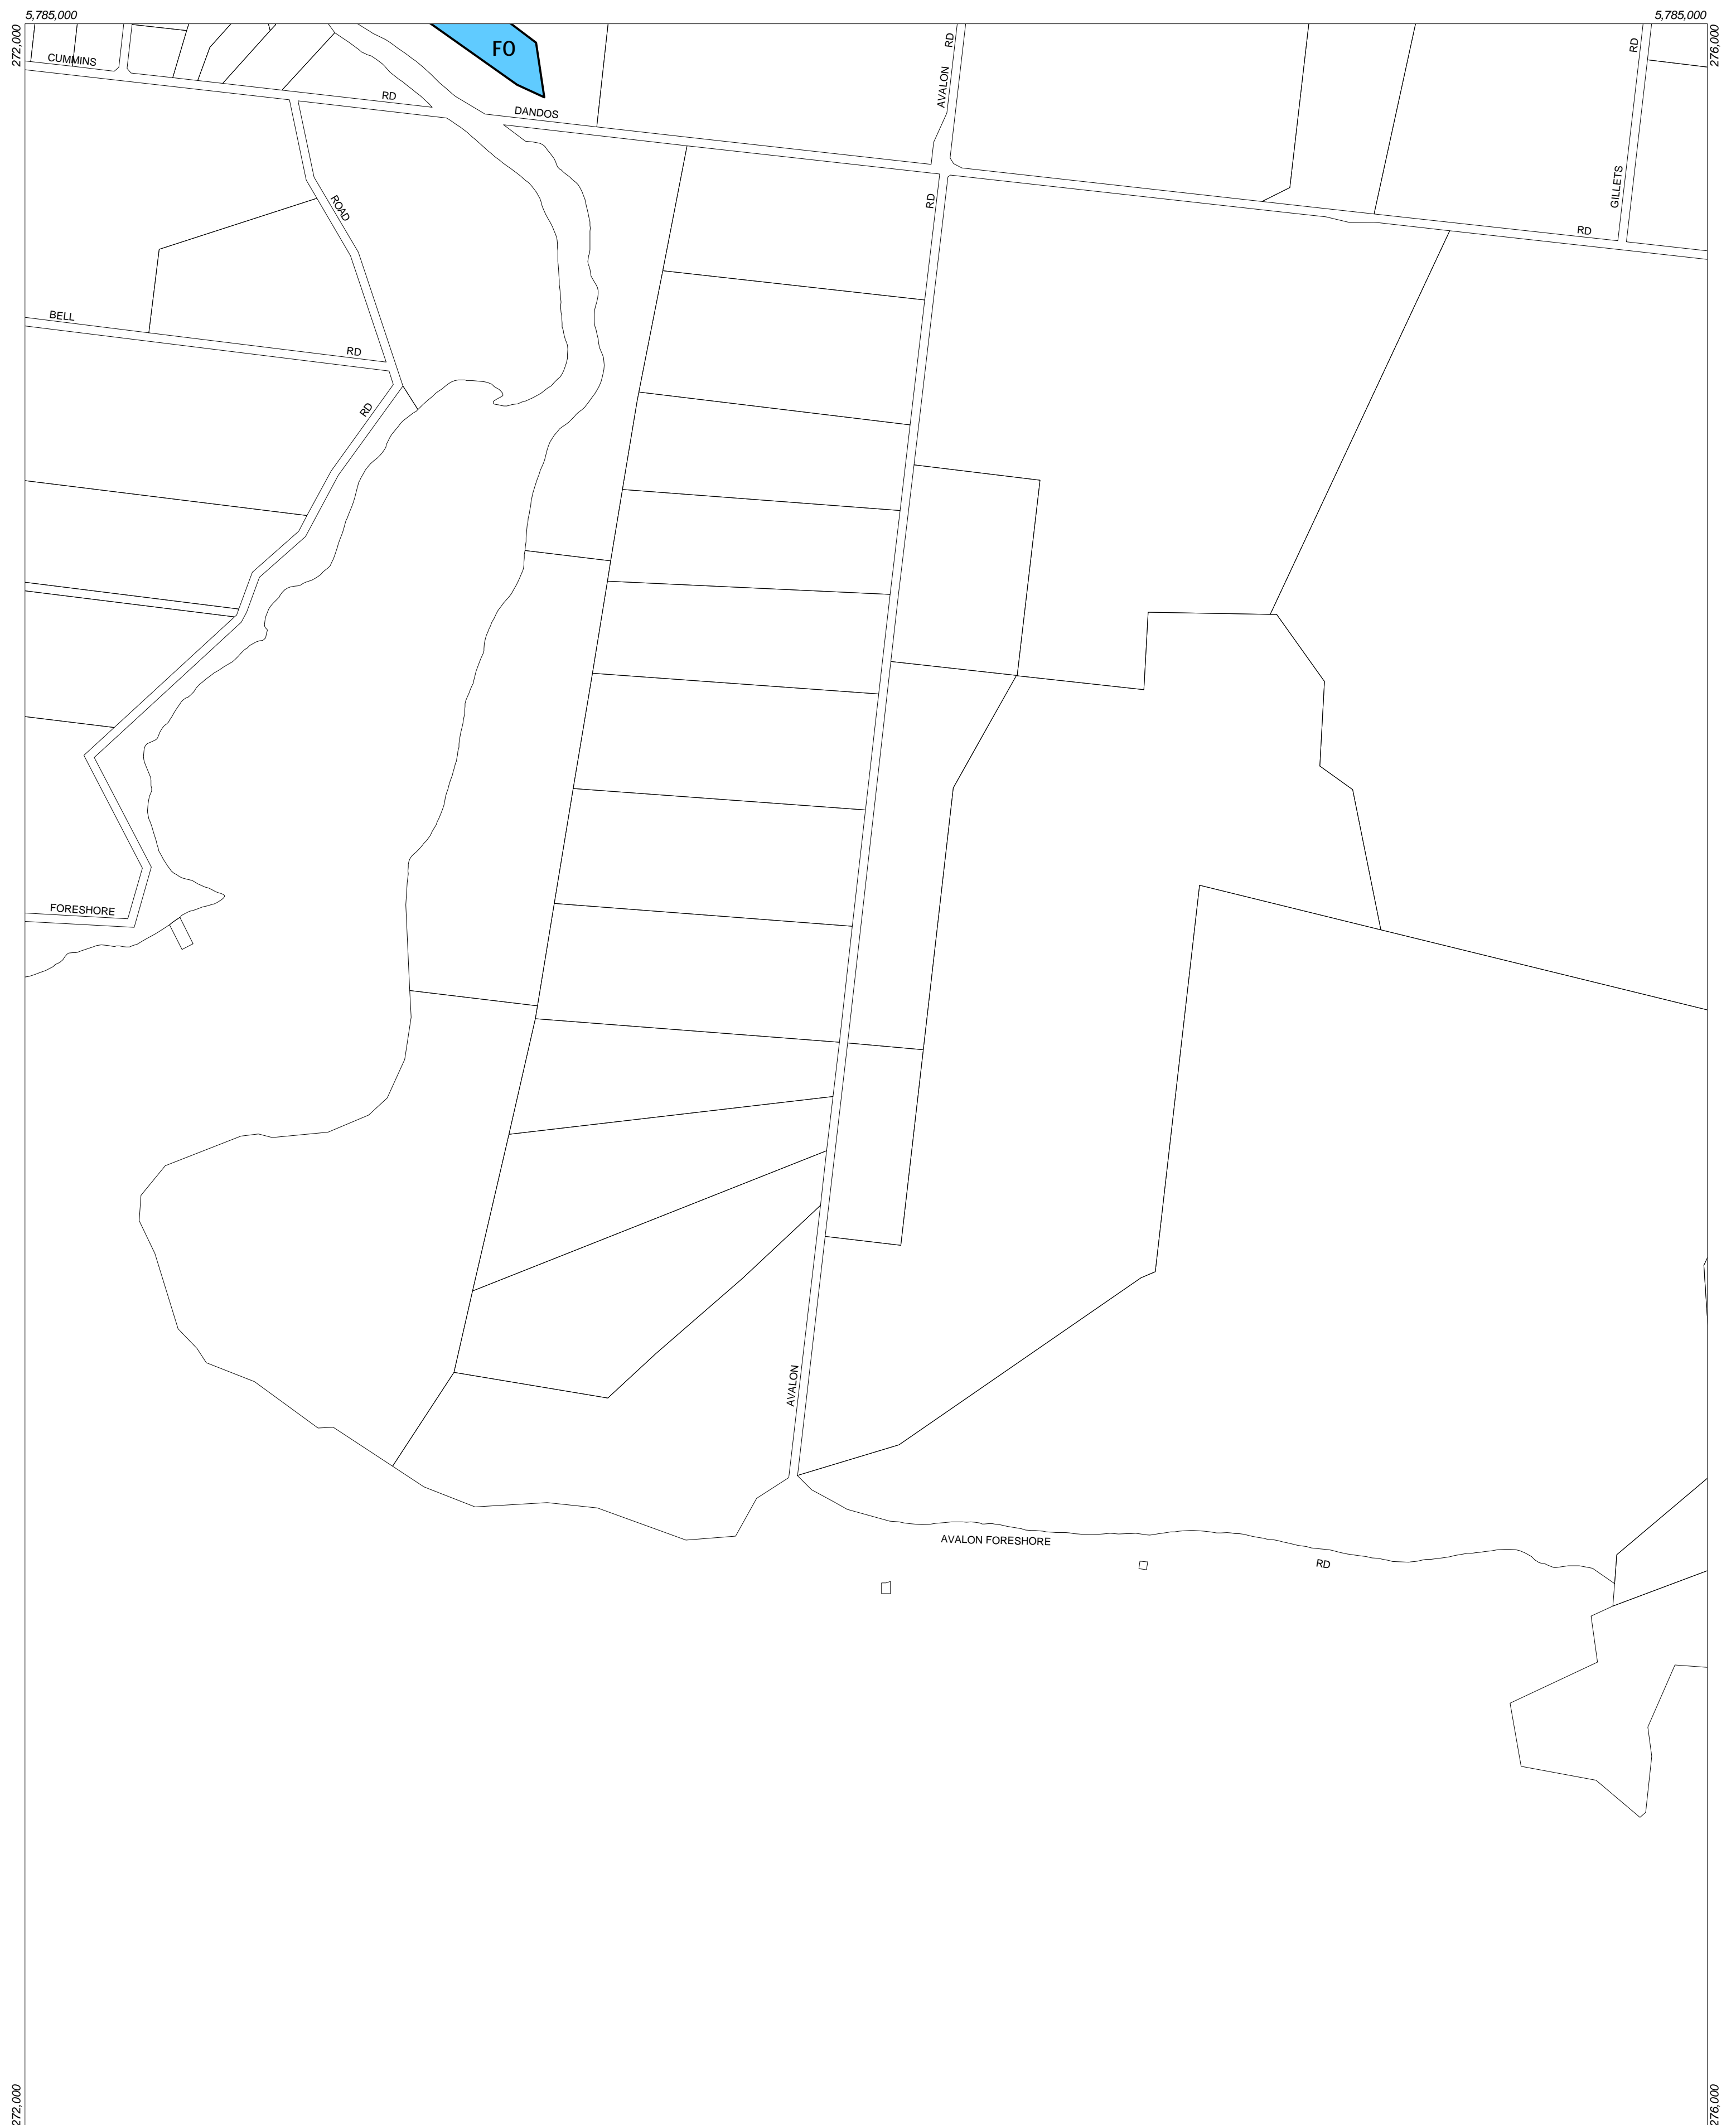 5,785,000
5,785,000
272,000
276,000
FO
CUMMINS
RD
DANDOS
AVALON RD
GILLETS RD
RD
ROAD
RD
BELL
RD
RD
FORESHORE
AVALON
AVALON FORESHORE
RD
272,000
276,000